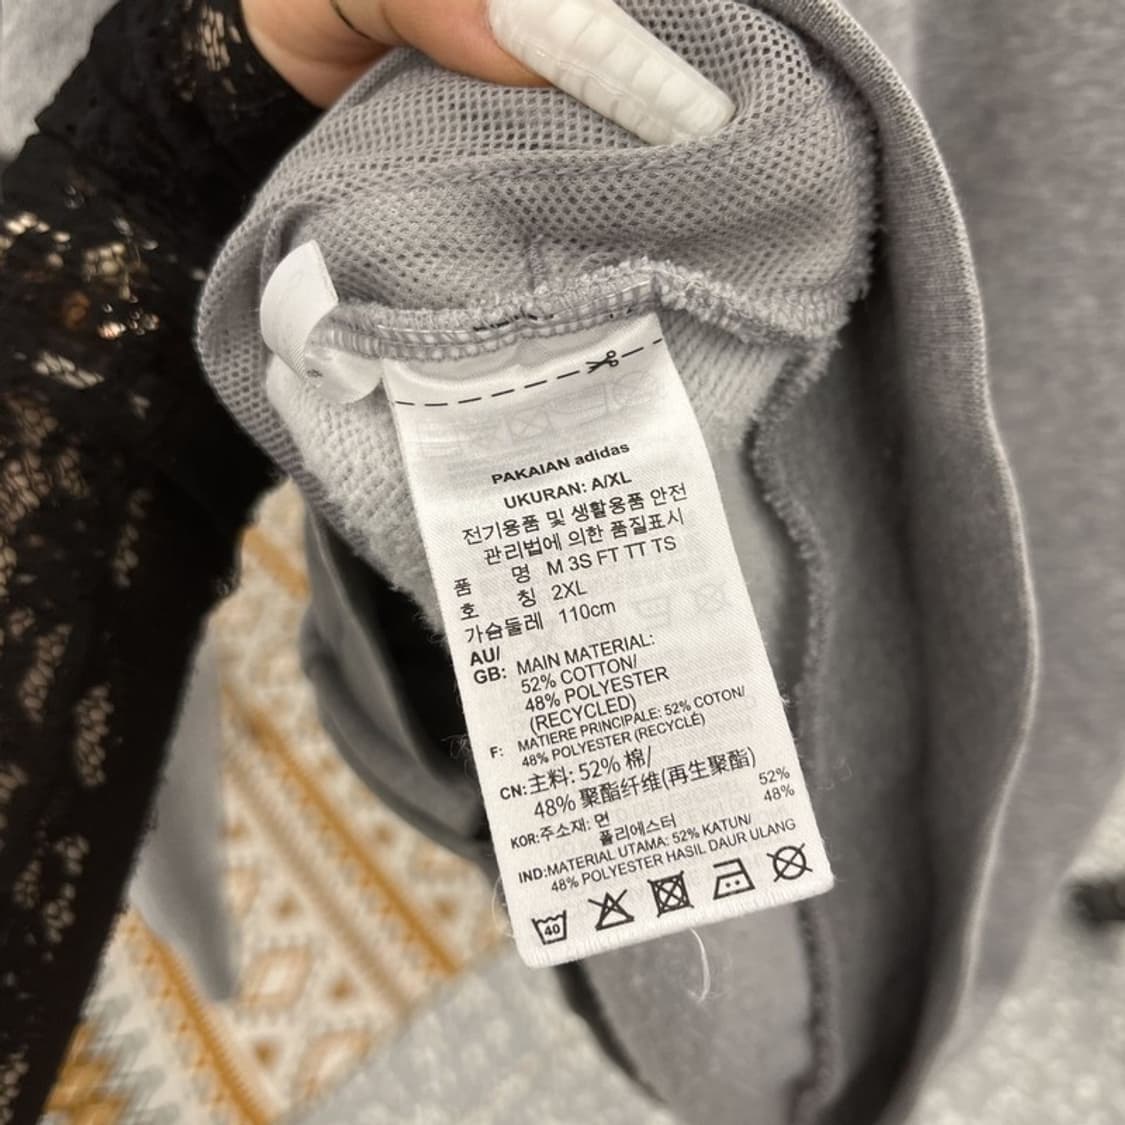 PAKAIAN adidas
UKURAN: A/XL
전기용품 및 생활용품 안전
관리법에 의한 품질표시
품 명 M 3S FT TT TS
호 칭 2XL
가슴둘레 110cm
AU/
GB: MAIN MATERIAL:
52% COTTON/
48% POLYESTER
(RECYCLED)
F: MATIERE PRINCIPALE: 52% COTON/
48% POLYESTER (RECYCLÉ)
CN: 主料: 52% 棉/
48% 聚酯纤维(再生聚酯)
KOR: 주소재: 면 52%
폴리에스터 48%
IND: MATERIAL UTAMA: 52% KATUN/
48% POLYESTER HASIL DAUR ULANG
40